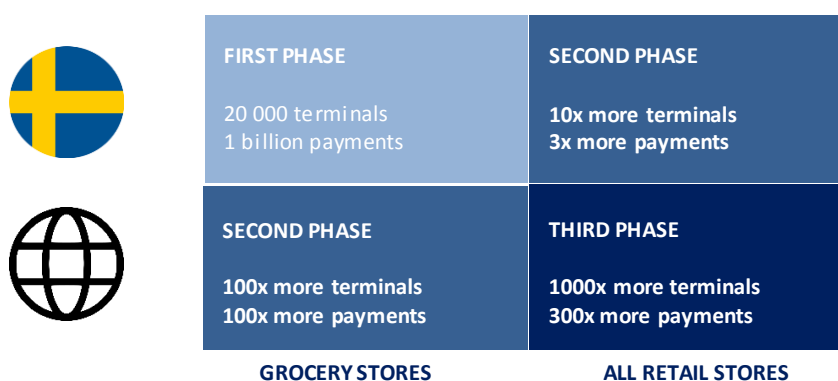 FIRST PHASE
20 000 terminals
1 billion payments
SECOND PHASE
10x more terminals
3x more payments
SECOND PHASE
100x more terminals
100x more payments
THIRD PHASE
1000x more terminals
300x more payments
GROCERY STORES
ALL RETAIL STORES